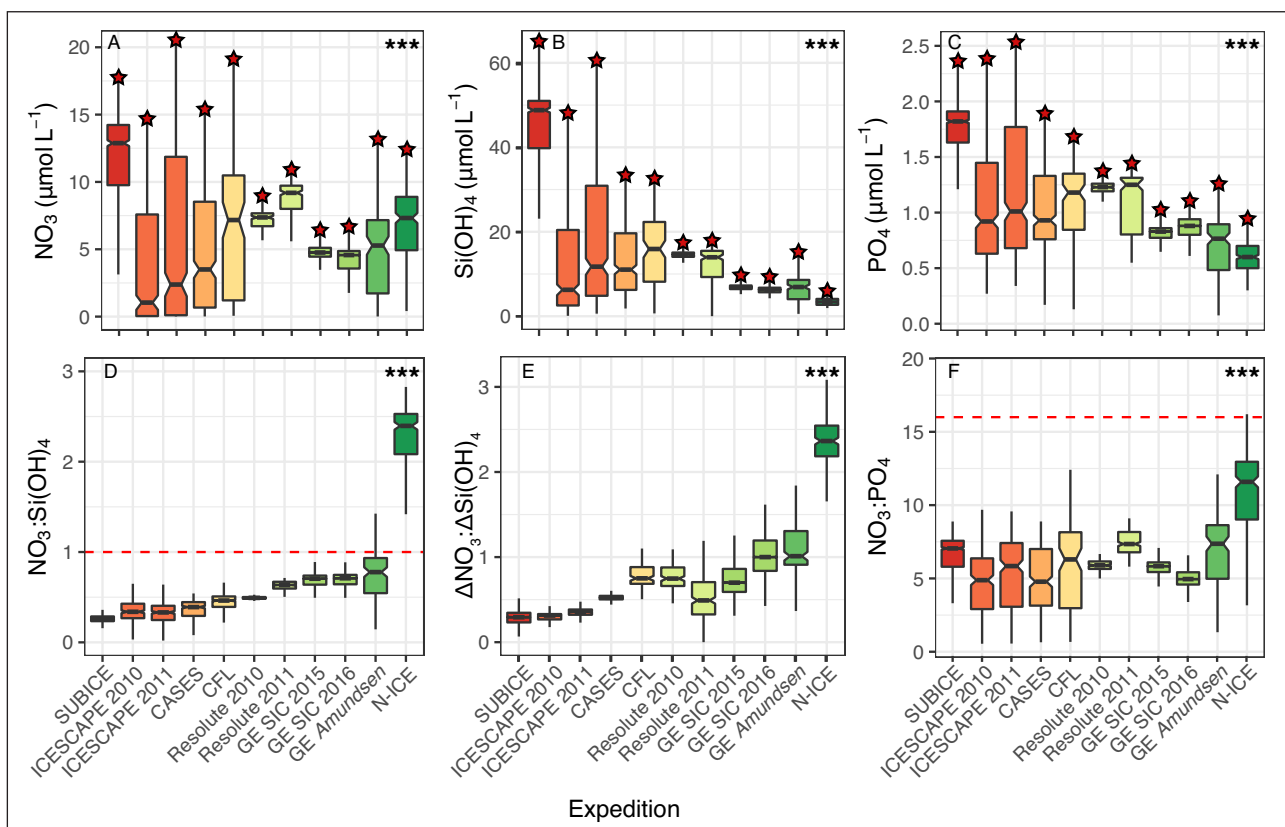 A
***
NO3 (μmol L−1)
20
15
10
5
0
B
***
Si(OH)4 (μmol L−1)
60
40
20
0
C
***
PO4 (μmol L−1)
2.5
2.0
1.5
1.0
0.5
0.0
D
***
NO3:Si(OH)4
3
2
1
0
E
***
ΔNO3:ΔSi(OH)4
3
2
1
0
F
***
NO3:PO4
20
15
10
5
0
SUBICE
ICESCAPE 2010
ICESCAPE 2011
CASES
CFL
Resolute 2010
Resolute 2011
GE SIC 2015
GE SIC 2016
GE Amundsen
N-ICE
SUBICE
ICESCAPE 2010
ICESCAPE 2011
CASES
CFL
Resolute 2010
Resolute 2011
GE SIC 2015
GE SIC 2016
GE Amundsen
N-ICE
SUBICE
ICESCAPE 2010
ICESCAPE 2011
CASES
CFL
Resolute 2010
Resolute 2011
GE SIC 2015
GE SIC 2016
GE Amundsen
N-ICE
Expedition